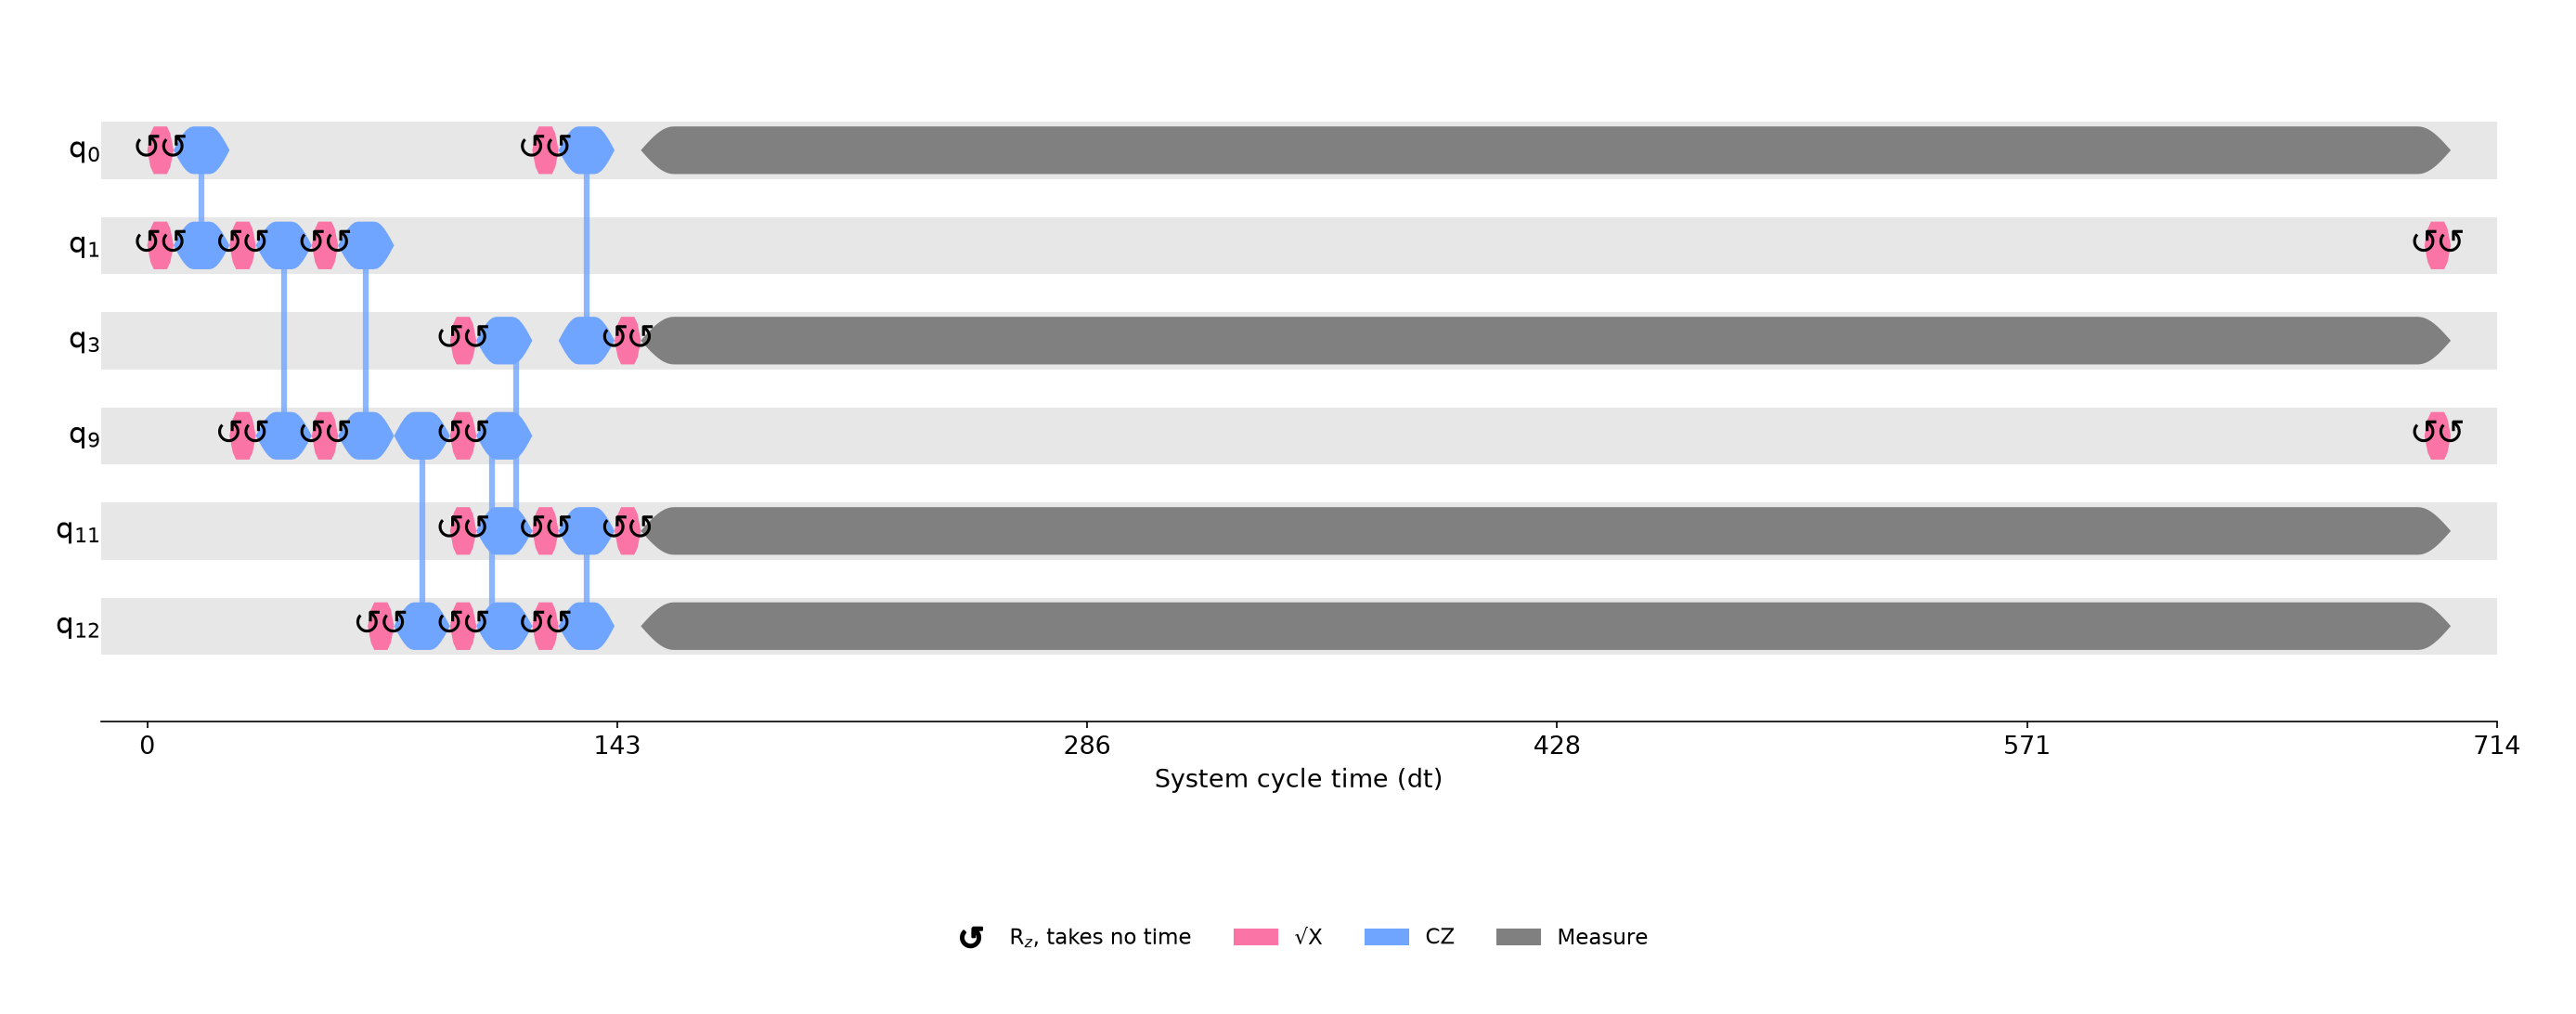 q₀
q₁
q₃
q₉
q₁₁
q₁₂
0 143 286 428 571 714
System cycle time (dt)
↺ R_z, takes no time √X CZ Measure